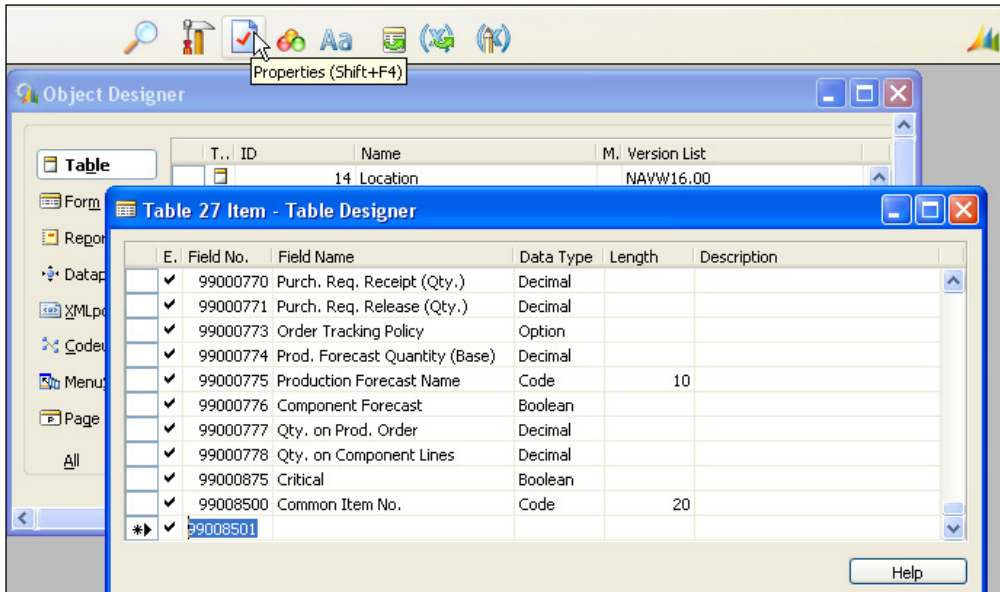 Aa
Properties (Shift+F4)
Object Designer
T.. ID Name M. Version List
Table
14 Location NAVW16.00
Form
Table 27 Item - Table Designer
Repor
E. Field No. Field Name Data Type Length Description
Datap
99000770 Purch. Req. Receipt (Qty.) Decimal
99000771 Purch. Req. Release (Qty.) Decimal
XMLpo
99000773 Order Tracking Policy Option
Codeu
99000774 Prod. Forecast Quantity (Base) Decimal
99000775 Production Forecast Name Code 10
Menu
99000776 Component Forecast Boolean
Page
99000777 Qty. on Prod. Order Decimal
99000778 Qty. on Component Lines Decimal
All
99000875 Critical Boolean
99008500 Common Item No. Code 20
99008501
Help